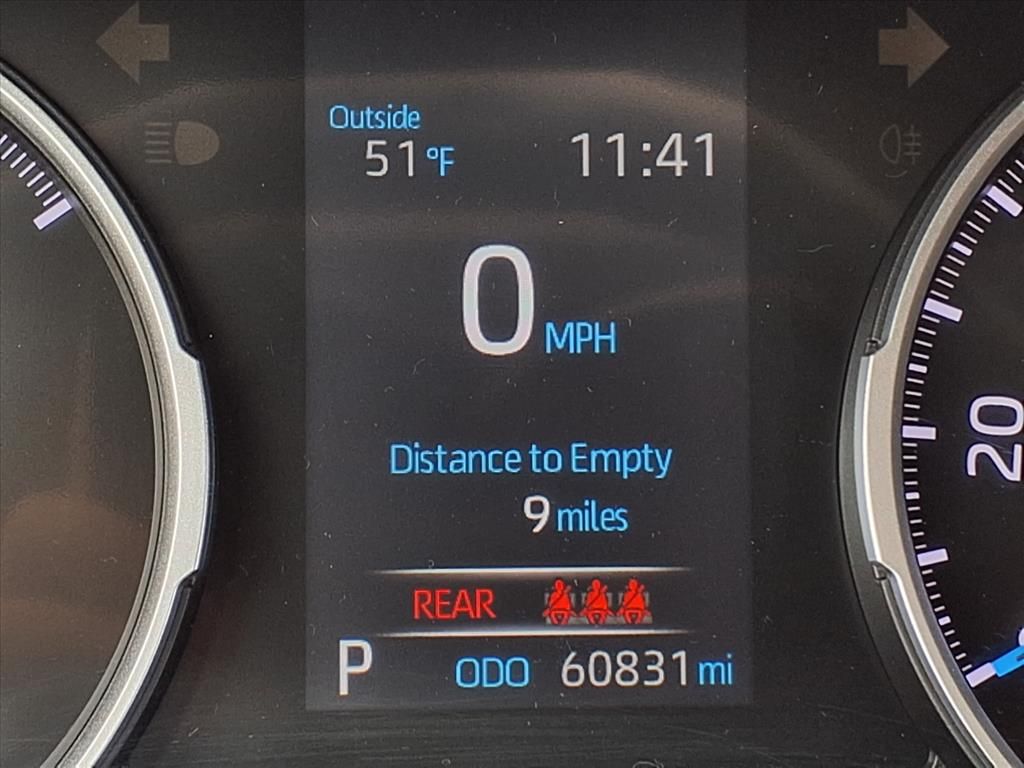 Outside
51°F 11:41
0 MPH
Distance to Empty
9 miles
REAR
P ODO 60831 mi
20